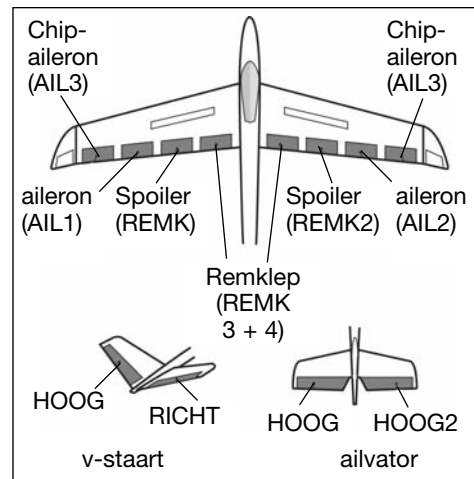 Chip-
aileron
(AIL3)
Chip-
aileron
(AIL3)
aileron
(AIL1)
Spoiler
(REMK)
Spoiler
(REMK2)
aileron
(AIL2)
Remklep
(REMK
3 + 4)
HOOG
RICHT
HOOG
HOOG2
v-staart
ailvator